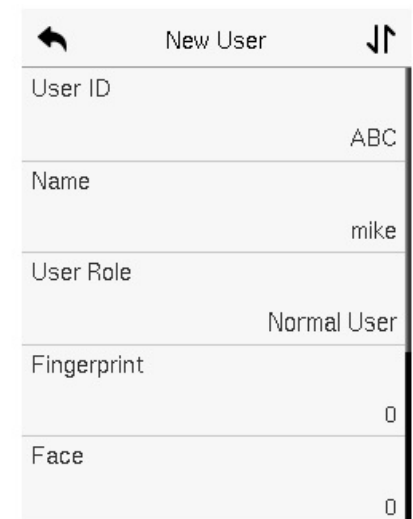 New User
User ID
ABC
Name
mike
User Role
Normal User
Fingerprint
0
Face
0